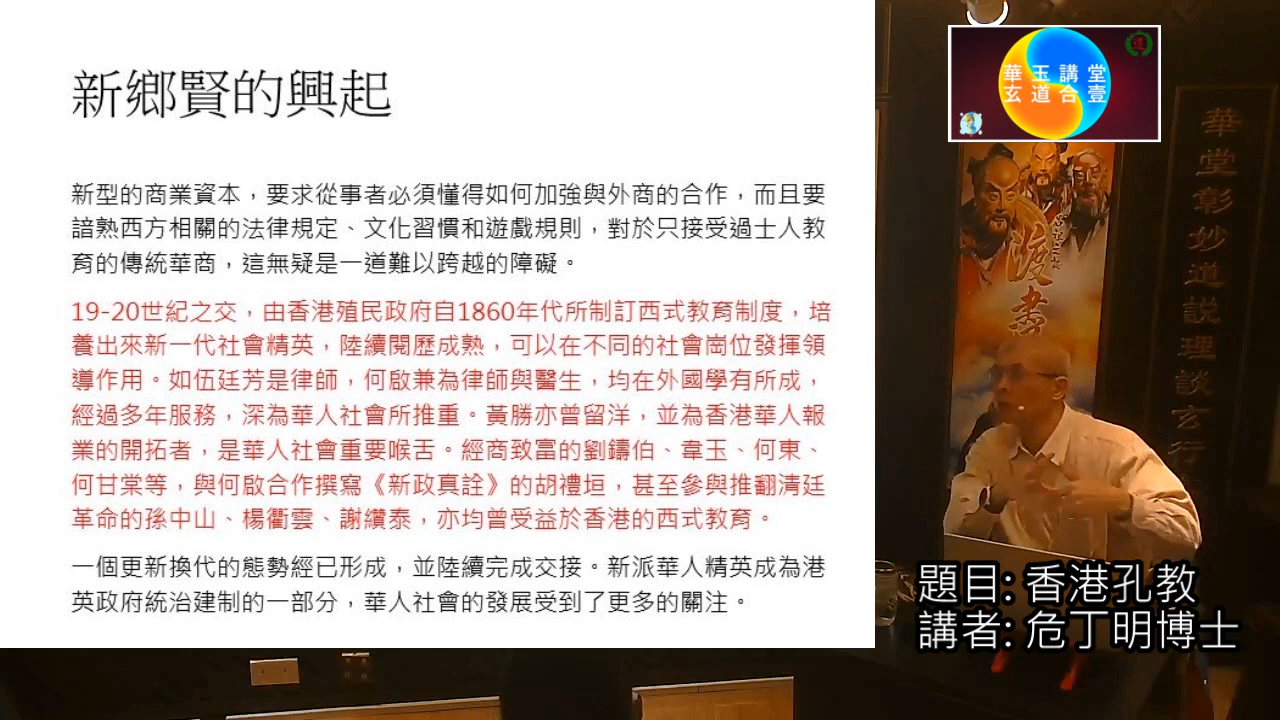 新鄉賢的興起
新型的商業資本，要求從事者必須懂得如何加強與外商的合作，而且要
諳熟西方相關的法律規定、文化習慣和遊戲規則，對於只接受過士人教
育的傳統華商，這無疑是一道難以跨越的障礙。
19-20世紀之交，由香港殖民政府自1860年代所制訂西式教育制度，培
養出來新一代社會精英，陸續閱歷成熟，可以在不同的社會崗位發揮領
導作用。如伍廷芳是律師，何啟兼為律師與醫生，均在外國學有所成，
經過多年服務，深為華人社會所推重。黃勝亦曾留洋，並為香港華人報
業的開拓者，是華人社會重要喉舌。經商致富的劉鑄伯、韋玉、何東、
何甘棠等，與何啟合作撰寫《新政真詮》的胡禮垣，甚至參與推翻清廷
革命的孫中山、楊衢雲、謝纘泰，亦均曾受益於香港的西式教育。
一個更新換代的態勢經已形成，並陸續完成交接。新派華人精英成為港
英政府統治建制的一部分，華人社會的發展受到了更多的關注。
華玉講堂
玄道合壹
道
渡書
華堂彰妙道説理談玄行
題目: 香港孔教
講者: 危丁明博士